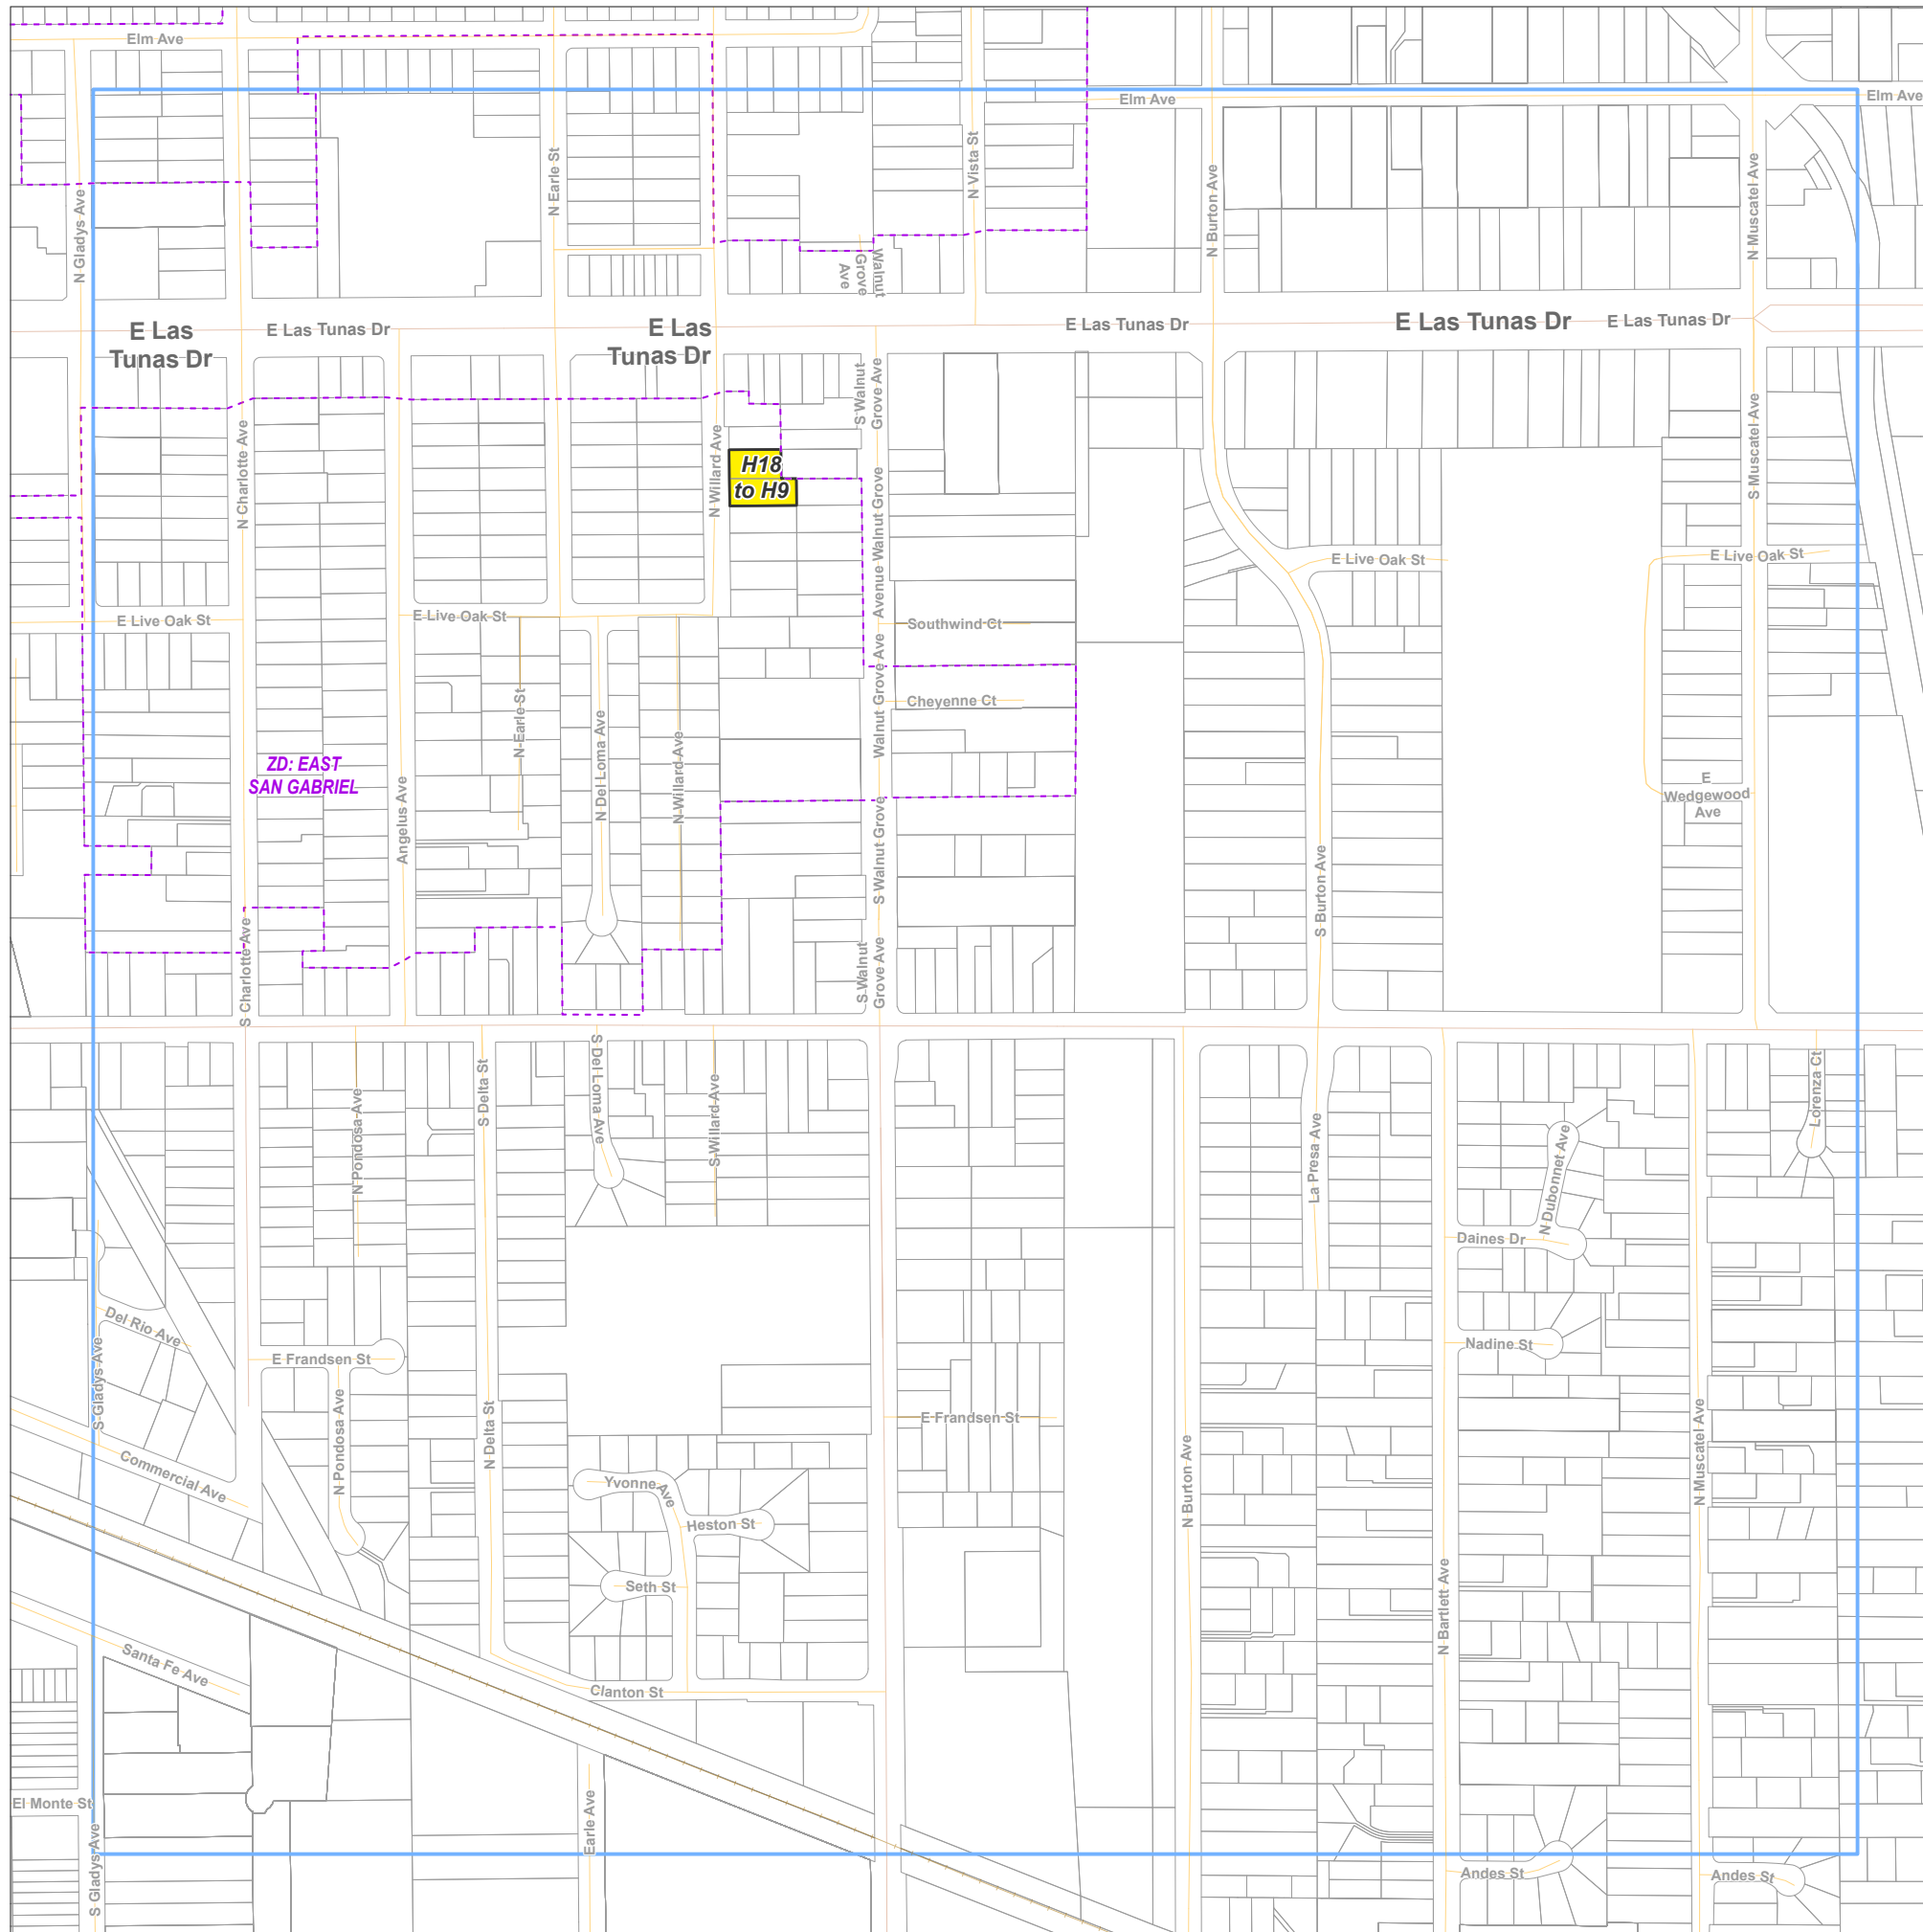 Elm Ave
Elm Ave
Elm Ave
N Gladys Ave
N Earle St
N Vista St
N Burton Ave
N Muscatel Ave
Walnut
Grove
Ave
E Las
Tunas Dr
E Las Tunas Dr
E Las
Tunas Dr
E Las Tunas Dr
E Las Tunas Dr
E Las Tunas Dr
N Charlotte Ave
N Willard Ave
H18
to H9
S Walnut
Grove Ave
Avenue Walnut Grove
S Muscatel Ave
E Live Oak St
E Live Oak St
E Live Oak St
E Live Oak St
Southwind Ct
Cheyenne Ct
Walnut Grove Ave
N Earle St
N Del Loma Ave
N Willard Ave
ZD: EAST
SAN GABRIEL
Angelus Ave
E
Wedgewood
Ave
S Walnut Grove
S Burton Ave
S Charlotte Ave
S Walnut
Grove Ave
N Pondosa Ave
S Delta St
S Del Loma Ave
S Willard Ave
La Presa Ave
N Dubonnet Ave
Lorenza Ct
Daines Dr
Del Rio Ave
E Frandsen St
Nadine St
S Gladys Ave
N Pondosa Ave
N Delta St
E Frandsen St
N Muscatel Ave
Commercial Ave
Yvonne Ave
Heston St
N Burton Ave
Seth St
N Bartlett Ave
Santa Fe Ave
Clanton St
El Monte St
S Gladys Ave
Earle Ave
Andes St
Andes St